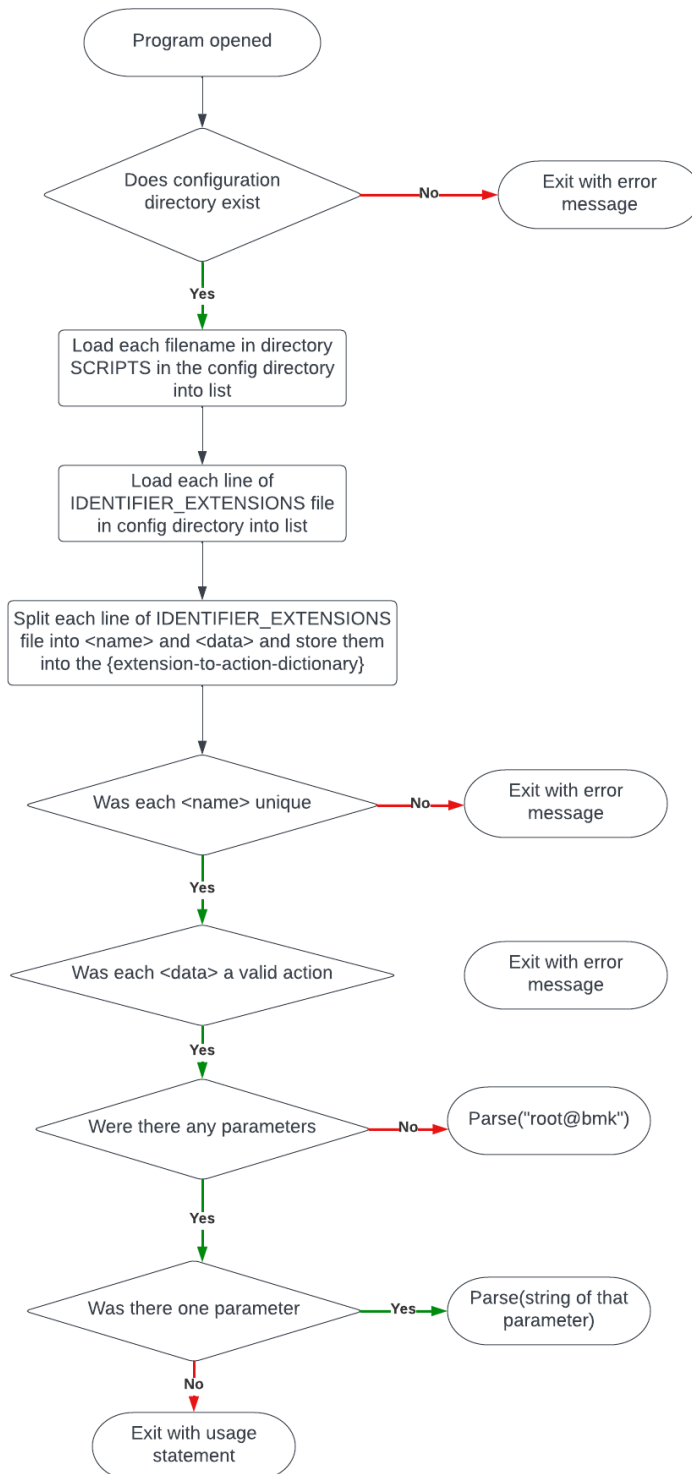 Program opened
Does configuration
directory exist
No
Exit with error
message
Yes
Load each filename in directory
SCRIPTS in the config directory
into list
Load each line of
IDENTIFIER_EXTENSIONS file
in config directory into list
Split each line of IDENTIFIER_EXTENSIONS
file into <name> and <data> and store them
into the {extension-to-action-dictionary}
Was each <name> unique
No
Exit with error
message
Yes
Was each <data> a valid action
Exit with error
message
Yes
Were there any parameters
No
Parse("root@bmk")
Yes
Was there one parameter
Yes
Parse(string of that
parameter)
No
Exit with usage
statement